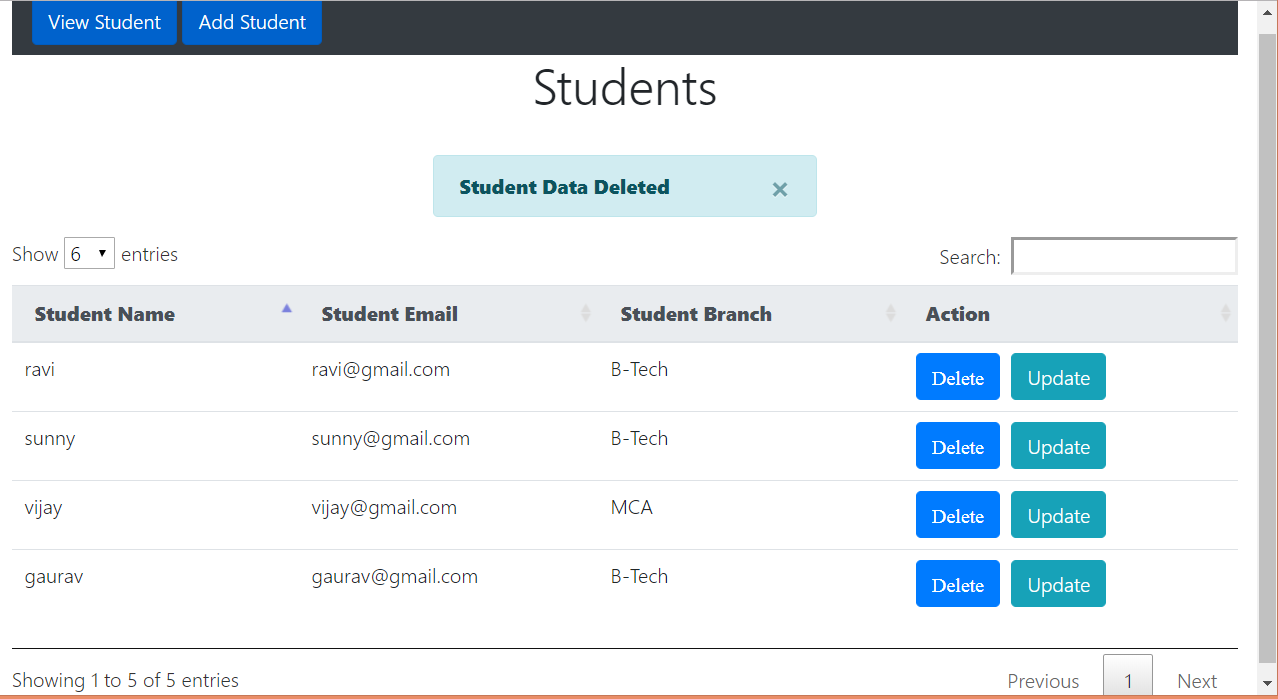 View Student Add Student
Students
Student Data Deleted ×
Show 6 entries Search:
Student Name Student Email Student Branch Action
ravi ravi@gmail.com B-Tech Delete Update
sunny sunny@gmail.com B-Tech Delete Update
vijay vijay@gmail.com MCA Delete Update
gaurav gaurav@gmail.com B-Tech Delete Update
Showing 1 to 5 of 5 entries Previous 1 Next